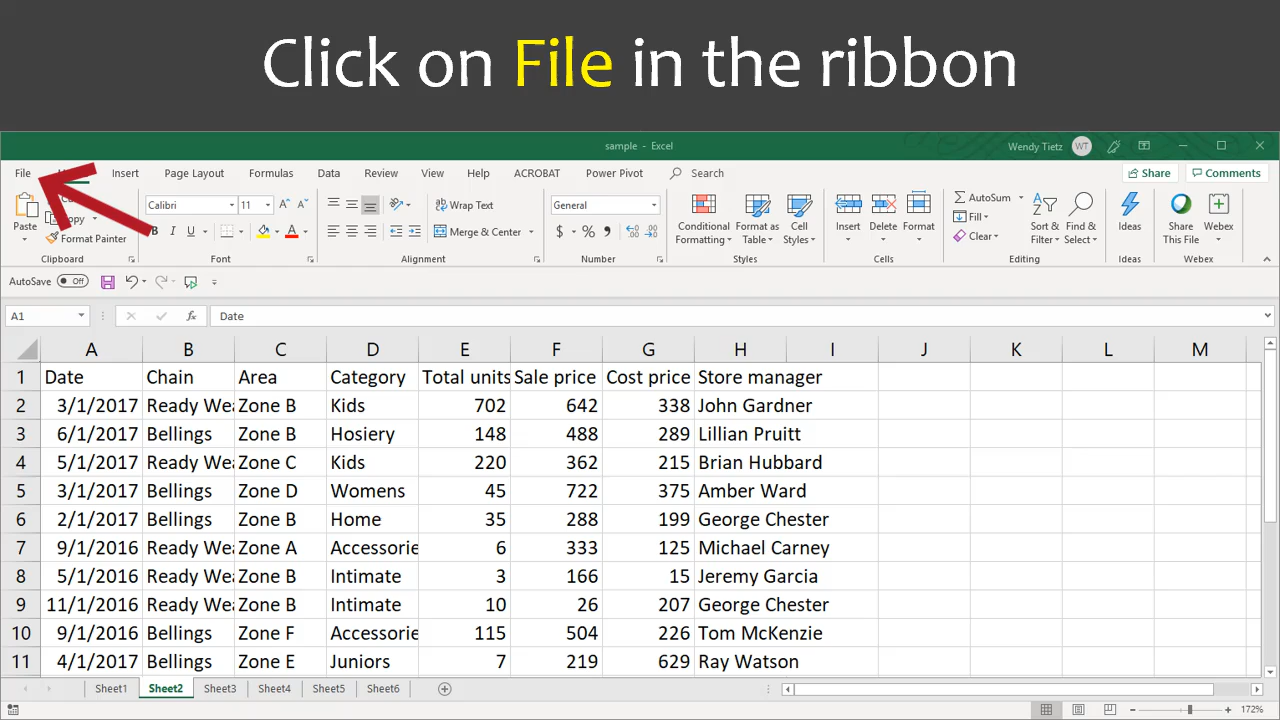 Click on File in the ribbon
sample - Excel
Wendy Tietz WT
File Insert Page Layout Formulas Data Review View Help ACROBAT Power Pivot Search Share Comments
Paste
Format Painter
Clipboard
Calibri 11
B I U A
Font
Wrap Text
Merge & Center
Alignment
General
$ % ,
Number
Conditional Formatting
Format as Table
Cell Styles
Styles
Insert Delete Format
Cells
AutoSum
Fill
Clear
Sort & Filter
Find & Select
Editing
Ideas
Ideas
Share This File
Webex
Webex
AutoSave Off
A1 fx Date
A B C D E F G H I J K L M
1 Date Chain Area Category Total units Sale price Cost price Store manager
2 3/1/2017 Ready Wea Zone B Kids 702 642 338 John Gardner
3 6/1/2017 Bellings Zone B Hosiery 148 488 289 Lillian Pruitt
4 5/1/2017 Ready Wea Zone C Kids 220 362 215 Brian Hubbard
5 3/1/2017 Bellings Zone D Womens 45 722 375 Amber Ward
6 2/1/2017 Bellings Zone B Home 35 288 199 George Chester
7 9/1/2016 Ready Wea Zone A Accessorie 6 333 125 Michael Carney
8 5/1/2016 Ready Wea Zone B Intimate 3 166 15 Jeremy Garcia
9 11/1/2016 Ready Wea Zone B Intimate 10 26 207 George Chester
10 9/1/2016 Bellings Zone F Accessorie 115 504 226 Tom McKenzie
11 4/1/2017 Bellings Zone E Juniors 7 219 629 Ray Watson
Sheet1 Sheet2 Sheet3 Sheet4 Sheet5 Sheet6
172%